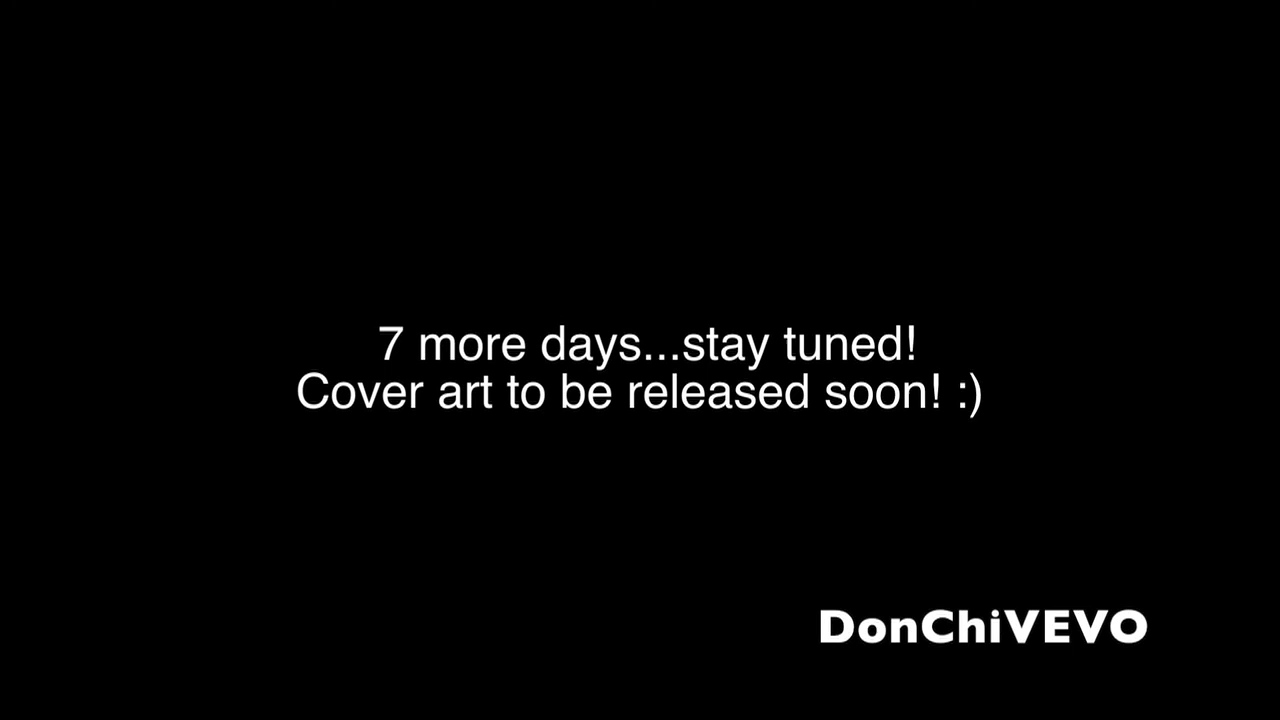 7 more days...stay tuned!
Cover art to be released soon! :)
DonChiVEVO